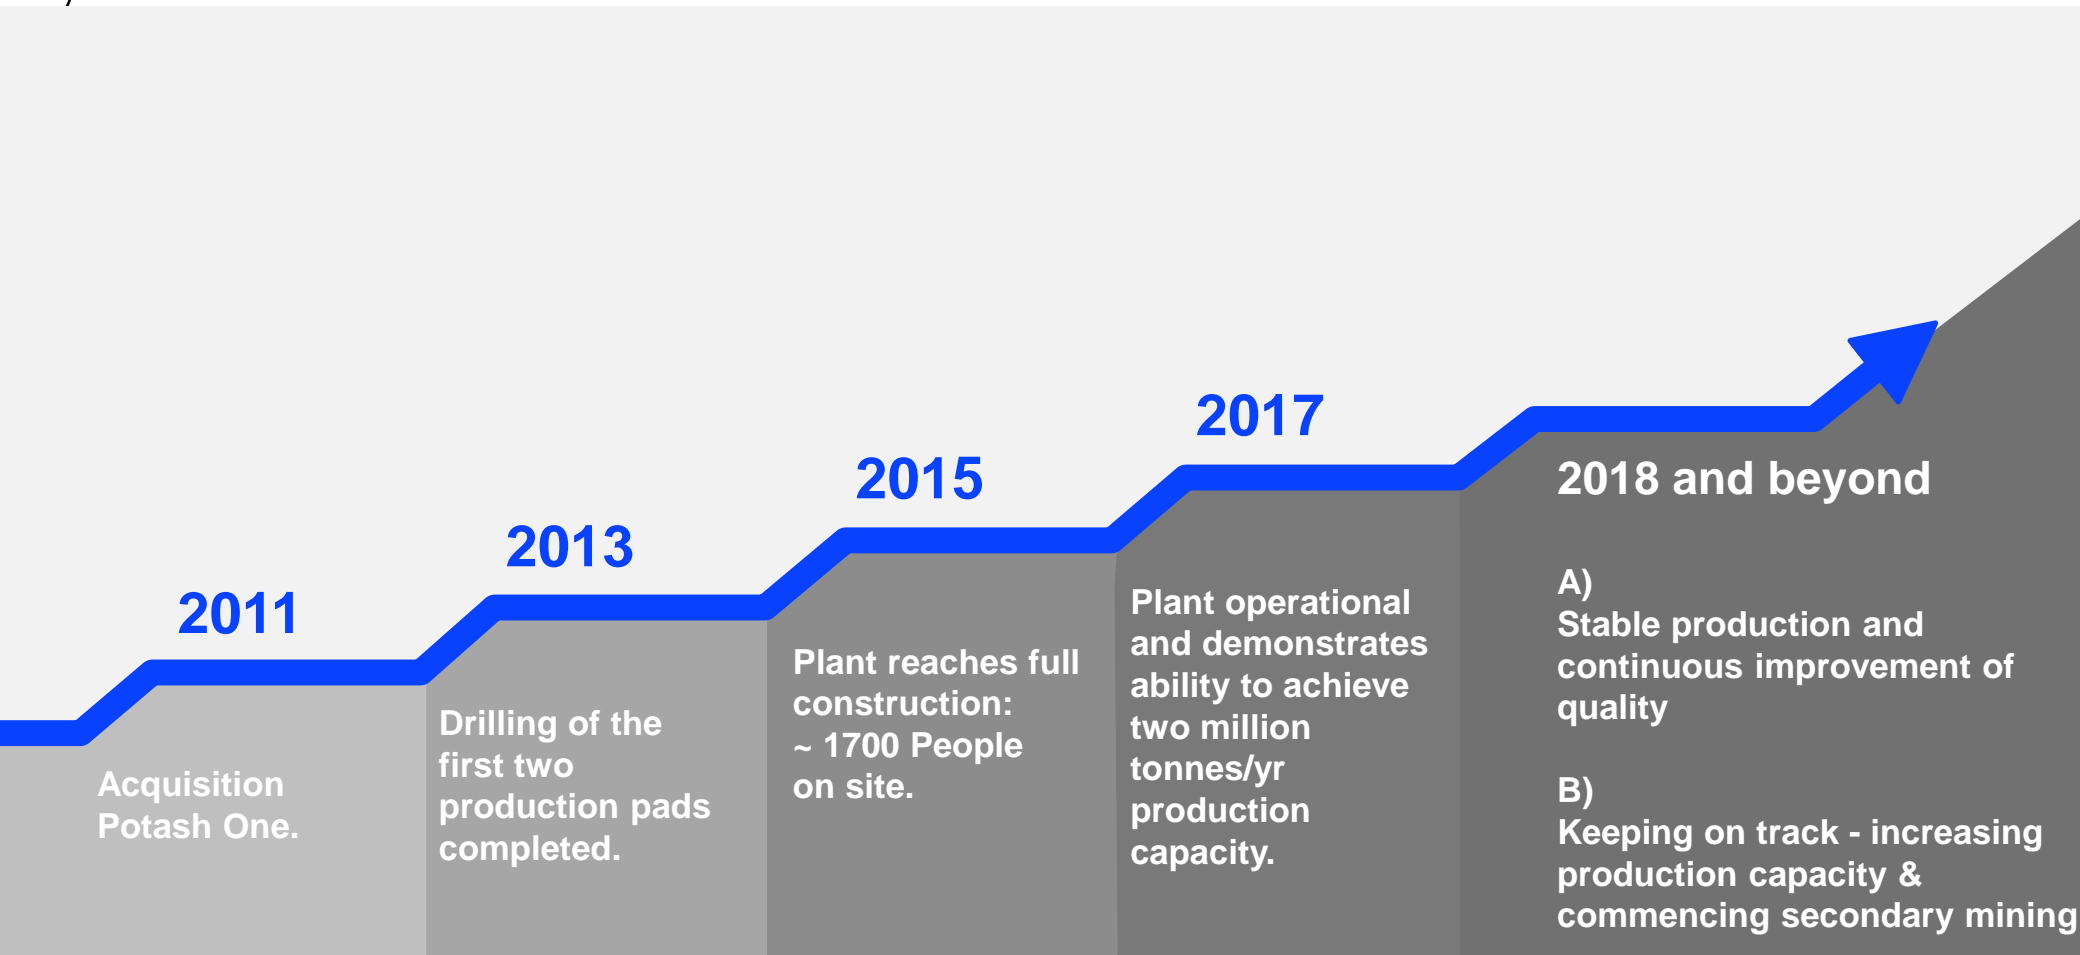 2011
Acquisition
Potash One.
2013
Drilling of the
first two
production pads
completed.
2015
Plant reaches full
construction:
~ 1700 People
on site.
2017
Plant operational
and demonstrates
ability to achieve
two million
tonnes/yr
production
capacity.
2018 and beyond
A)
Stable production and
continuous improvement of
quality
B)
Keeping on track - increasing
production capacity &
commencing secondary mining